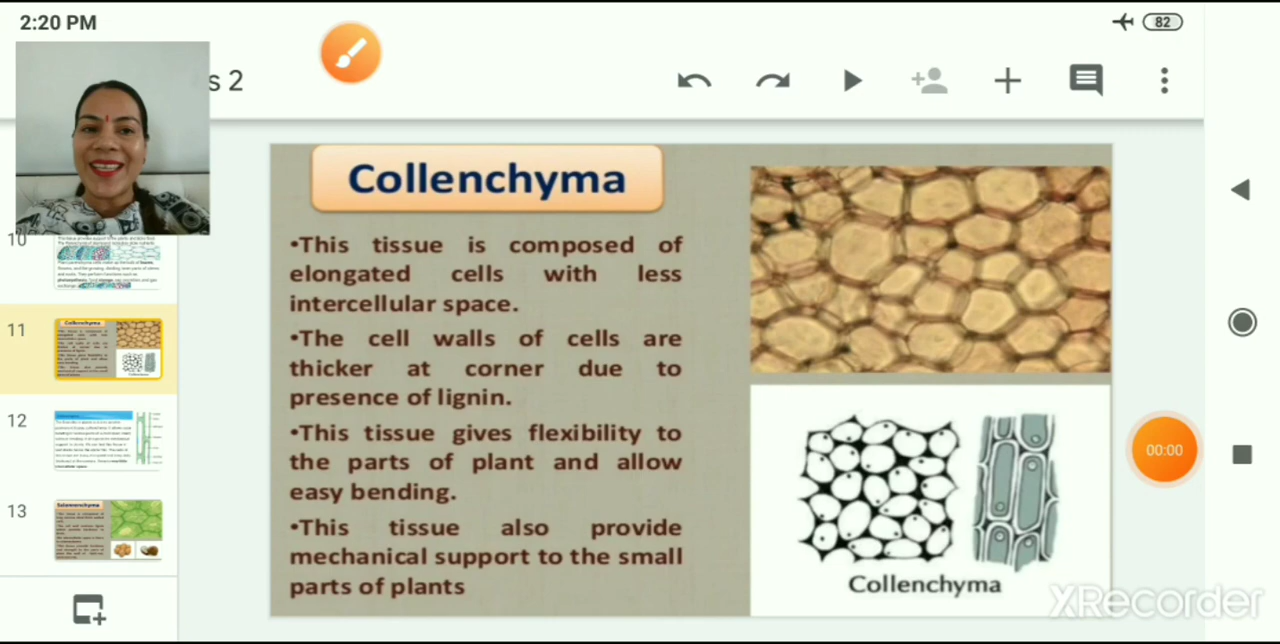 2:20 PM
82
s 2
Collenchyma
•This tissue is composed of
elongated cells with less
intercellular space.
•The cell walls of cells are
thicker at corner due to
presence of lignin.
•This tissue gives flexibility to
the parts of plant and allow
easy bending.
•This tissue also provide
mechanical support to the small
parts of plants
Collenchyma
10
11
Collenchyma
12
13
00:00
XRecorder